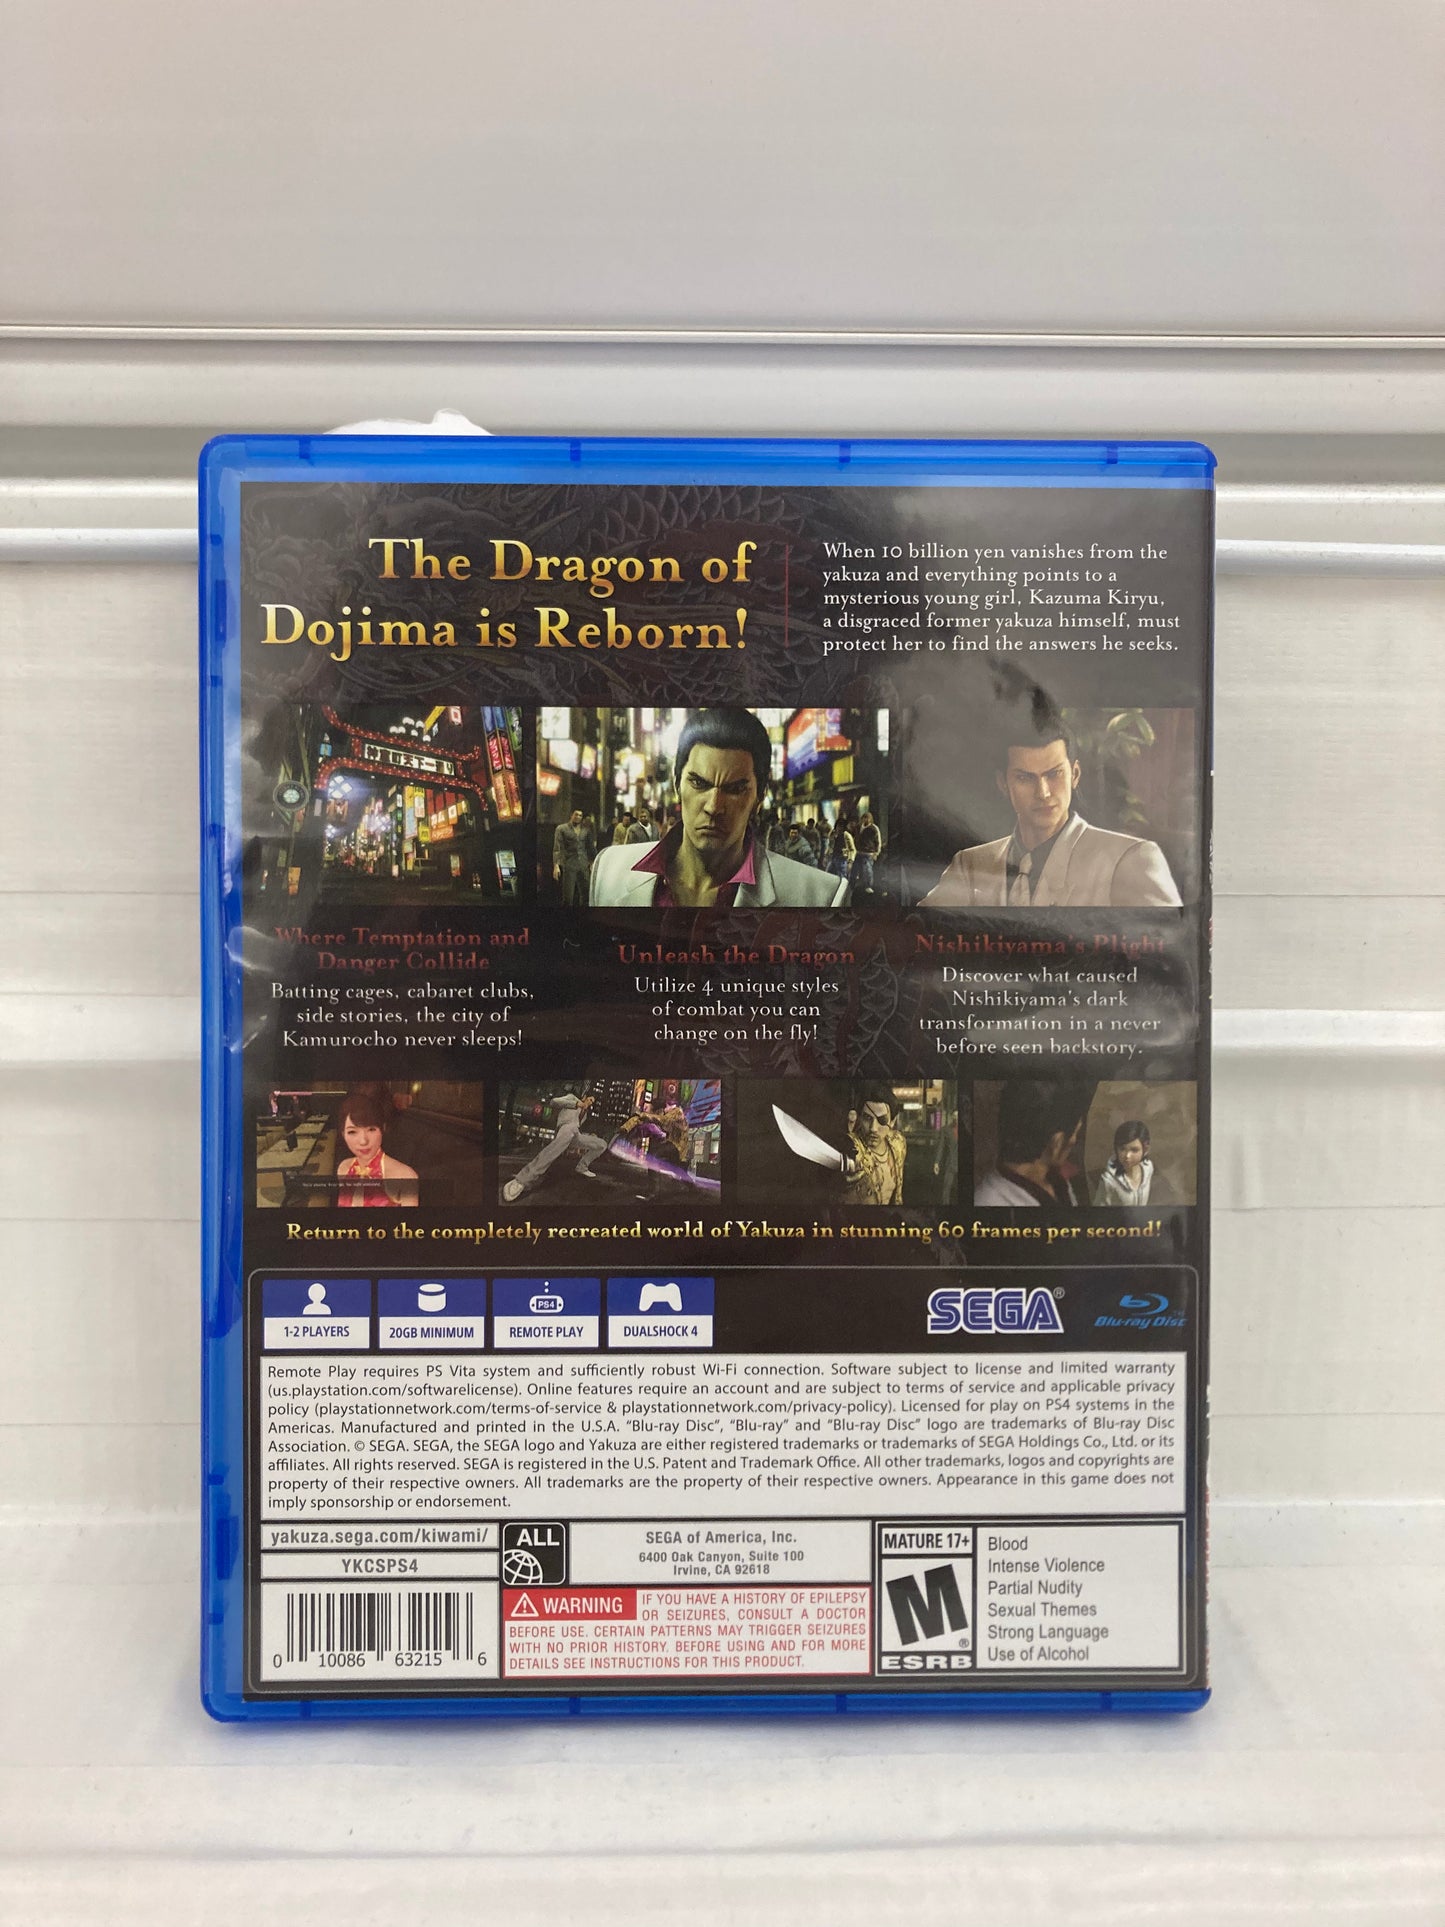 The Dragon of
Dojima is Reborn!
When 10 billion yen vanishes from the
yakuza and everything points to a
mysterious young girl, Kazuma Kiryu,
a disgraced former yakuza himself, must
protect her to find the answers he seeks.
Where Temptation and
Danger Collide
Batting cages, cabaret clubs,
side stories, the city of
Kamurocho never sleeps!
Unleash the Dragon
Utilize 4 unique styles
of combat you can
change on the fly!
Nishikiyama's Plight
Discover what caused
Nishikiyama's dark
transformation in a never
before seen backstory.
Return to the completely recreated world of Yakuza in stunning 60 frames per second!
1-2 PLAYERS
20GB MINIMUM
PS4
REMOTE PLAY
DUALSHOCK 4
SEGA®
Blu-ray Disc™
Remote Play requires PS Vita system and sufficiently robust Wi-Fi connection. Software subject to license and limited warranty
(us.playstation.com/softwarelicense). Online features require an account and are subject to terms of service and applicable privacy
policy (playstationnetwork.com/terms-of-service & playstationnetwork.com/privacy-policy). Licensed for play on PS4 systems in the
Americas. Manufactured and printed in the U.S.A. "Blu-ray Disc", "Blu-ray" and "Blu-ray Disc" logo are trademarks of Blu-ray Disc
Association. © SEGA. SEGA, the SEGA logo and Yakuza are either registered trademarks or trademarks of SEGA Holdings Co., Ltd. or its
affiliates. All rights reserved. SEGA is registered in the U.S. Patent and Trademark Office. All other trademarks, logos and copyrights are
property of their respective owners. All trademarks are the property of their respective owners. Appearance in this game does not
imply sponsorship or endorsement.
yakuza.sega.com/kiwami/
YKCSPS4
0 10086 63215 6
ALL
SEGA of America, Inc.
6400 Oak Canyon, Suite 100
Irvine, CA 92618
WARNING IF YOU HAVE A HISTORY OF EPILEPSY
OR SEIZURES, CONSULT A DOCTOR
BEFORE USE. CERTAIN PATTERNS MAY TRIGGER SEIZURES
WITH NO PRIOR HISTORY. BEFORE USING AND FOR MORE
DETAILS SEE INSTRUCTIONS FOR THIS PRODUCT.
MATURE 17+
M®
ESRB
Blood
Intense Violence
Partial Nudity
Sexual Themes
Strong Language
Use of Alcohol